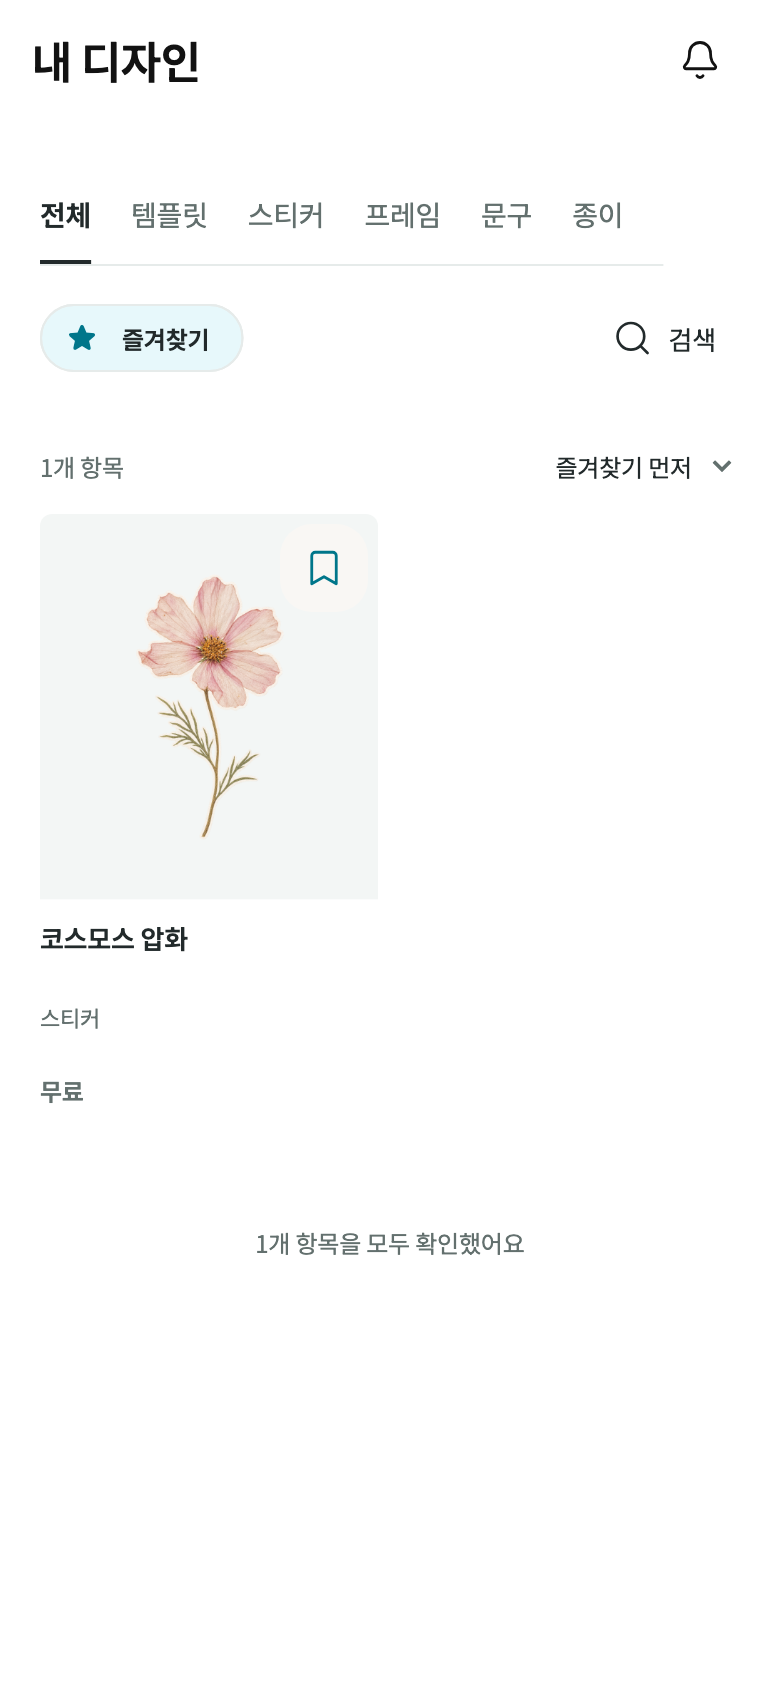 내 디자인
전체 템플릿 스티커 프레임 문구 종이
즐겨찾기 검색
1개 항목 즐겨찾기 먼저
코스모스 압화
스티커
무료
1개 항목을 모두 확인했어요